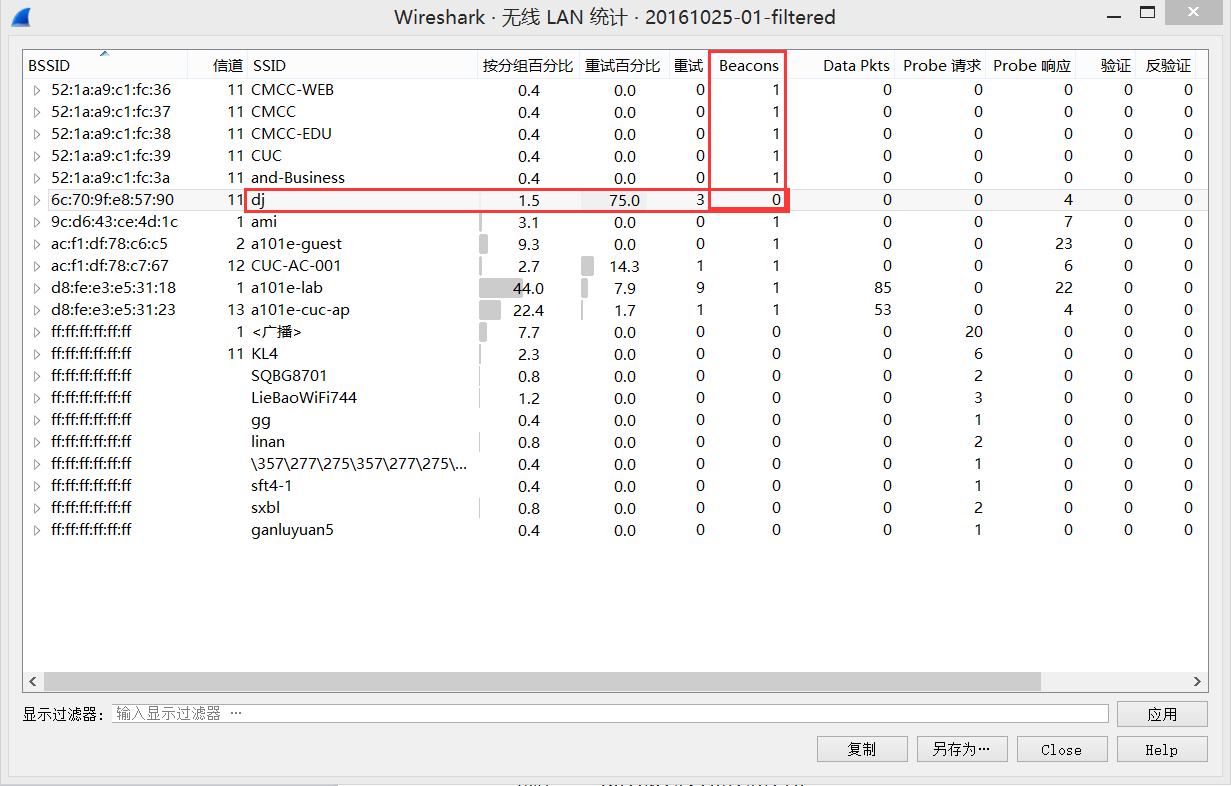 Wireshark · 无线 LAN 统计 · 20161025-01-filtered
BSSID 信道 SSID 按分组百分比 重试百分比 重试 Beacons Data Pkts Probe 请求 Probe 响应 验证 反验证
52:1a:a9:c1:fc:36 11 CMCC-WEB 0.4 0.0 0 1 0 0 0 0 0
52:1a:a9:c1:fc:37 11 CMCC 0.4 0.0 0 1 0 0 0 0 0
52:1a:a9:c1:fc:38 11 CMCC-EDU 0.4 0.0 0 1 0 0 0 0 0
52:1a:a9:c1:fc:39 11 CUC 0.4 0.0 0 1 0 0 0 0 0
52:1a:a9:c1:fc:3a 11 and-Business 0.4 0.0 0 1 0 0 0 0 0
6c:70:9f:e8:57:90 11 dj 1.5 75.0 3 0 0 0 4 0 0
9c:d6:43:ce:4d:1c 1 ami 3.1 0.0 0 1 0 0 7 0 0
ac:f1:df:78:c6:c5 2 a101e-guest 9.3 0.0 0 1 0 0 23 0 0
ac:f1:df:78:c7:67 12 CUC-AC-001 2.7 14.3 1 1 0 0 6 0 0
d8:fe:e3:e5:31:18 1 a101e-lab 44.0 7.9 9 1 85 0 22 0 0
d8:fe:e3:e5:31:23 13 a101e-cuc-ap 22.4 1.7 1 1 53 0 4 0 0
ff:ff:ff:ff:ff:ff 1 <广播> 7.7 0.0 0 0 0 20 0 0 0
ff:ff:ff:ff:ff:ff 11 KL4 2.3 0.0 0 0 0 6 0 0 0
ff:ff:ff:ff:ff:ff SQBG8701 0.8 0.0 0 0 0 2 0 0 0
ff:ff:ff:ff:ff:ff LieBaoWiFi744 1.2 0.0 0 0 0 3 0 0 0
ff:ff:ff:ff:ff:ff gg 0.4 0.0 0 0 0 1 0 0 0
ff:ff:ff:ff:ff:ff linan 0.8 0.0 0 0 0 2 0 0 0
ff:ff:ff:ff:ff:ff \357\277\275\357\277\275\... 0.4 0.0 0 0 0 1 0 0 0
ff:ff:ff:ff:ff:ff sft4-1 0.4 0.0 0 0 0 1 0 0 0
ff:ff:ff:ff:ff:ff sxbl 0.8 0.0 0 0 0 2 0 0 0
ff:ff:ff:ff:ff:ff ganluyuan5 0.4 0.0 0 0 0 1 0 0 0
显示过滤器： 输入显示过滤器 … 应用
复制 另存为… Close Help